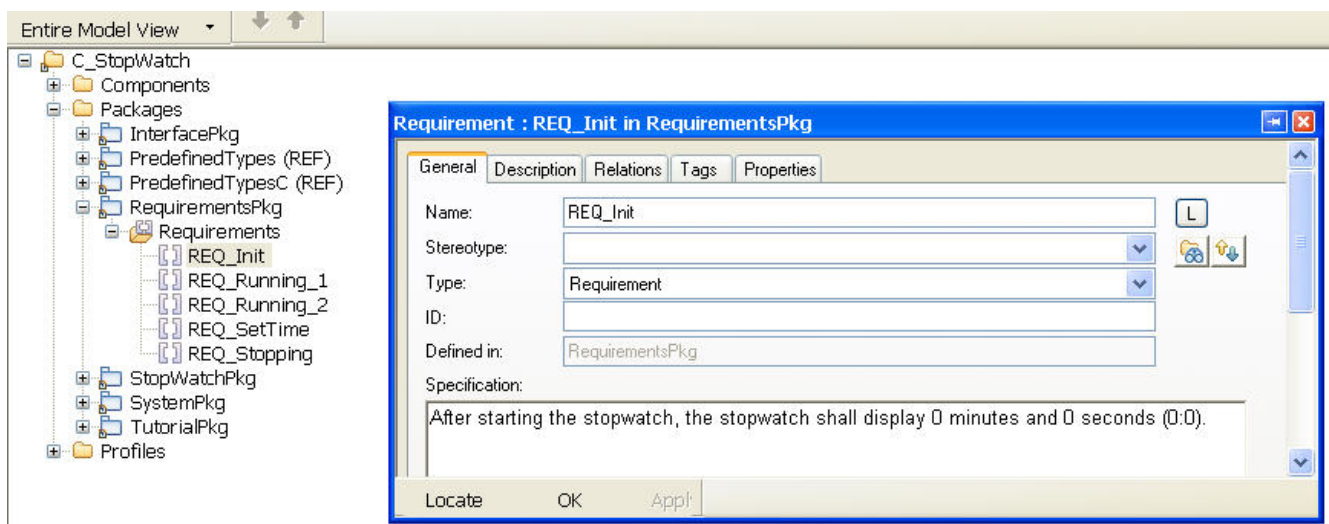 Entire Model View
C_StopWatch
Components
Packages
InterfacePkg
PredefinedTypes (REF)
PredefinedTypesC (REF)
RequirementsPkg
Requirements
REQ_Init
REQ_Running_1
REQ_Running_2
REQ_SetTime
REQ_Stopping
StopWatchPkg
SystemPkg
TutorialPkg
Profiles
Requirement : REQ_Init in RequirementsPkg
General Description Relations Tags Properties
Name: REQ_Init L
Stereotype:
Type: Requirement
ID:
Defined in: RequirementsPkg
Specification:
After starting the stopwatch, the stopwatch shall display 0 minutes and 0 seconds (0:0).
Locate OK Apply